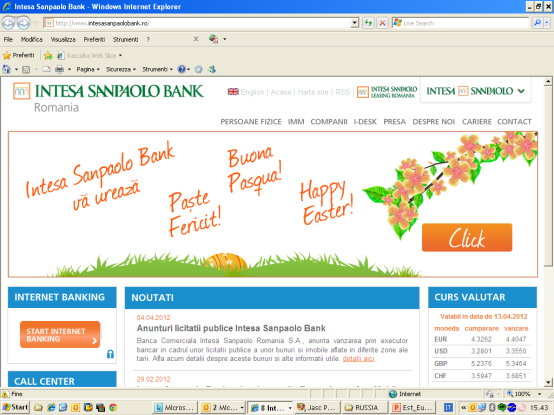 Intesa Sanpaolo Bank - Windows Internet Explorer
http://www.intesasanpaolobank.ro/
Live Search
File Modifica Visualizza Preferiti Strumenti ?
Preferiti Raccolta Web Slice
Pagina Sicurezza Strumenti
INTESA SANPAOLO BANK
Romania
English | Acasa | Harta site | RSS |
INTESA SANPAOLO
LEASING ROMANIA
INTESA SANPAOLO
PERSOANE FIZICE IMM COMPANII I-DESK PRESA DESPRE NOI CARIERE CONTACT
Intesa Sanpaolo Bank
vă urează
Paște
Fericit!
Buona
Pasqua!
Happy
Easter!
Click
INTERNET BANKING
START INTERNET
BANKING
CALL CENTER
NOUTATI
04.04.2012
Anunturi licitatii publice Intesa Sanpaolo Bank
Banca Comerciala Intesa Sanpaolo Romania S.A., anunta vanzarea prin executor
bancar in cadrul unor licitatii publice a unor bunuri si imobile aflate in diferite zone ale
tarii. Afla acum detalii despre aceste bunuri si alte informatii utile. detalii aici
29.02.2012
CURS VALUTAR
Valabil in data de 13.04.2012
moneda cumparare vanzare
EUR 4.3262 4.4047
USD 3.2801 3.3550
GBP 5.2376 5.3464
CHF 3.5947 3.6851
Fine
Internet
100%
Start
Micros...
2 Mic...
8 Int...
Jasc P...
RUSSIA
Est_Eu...
IT
15.43